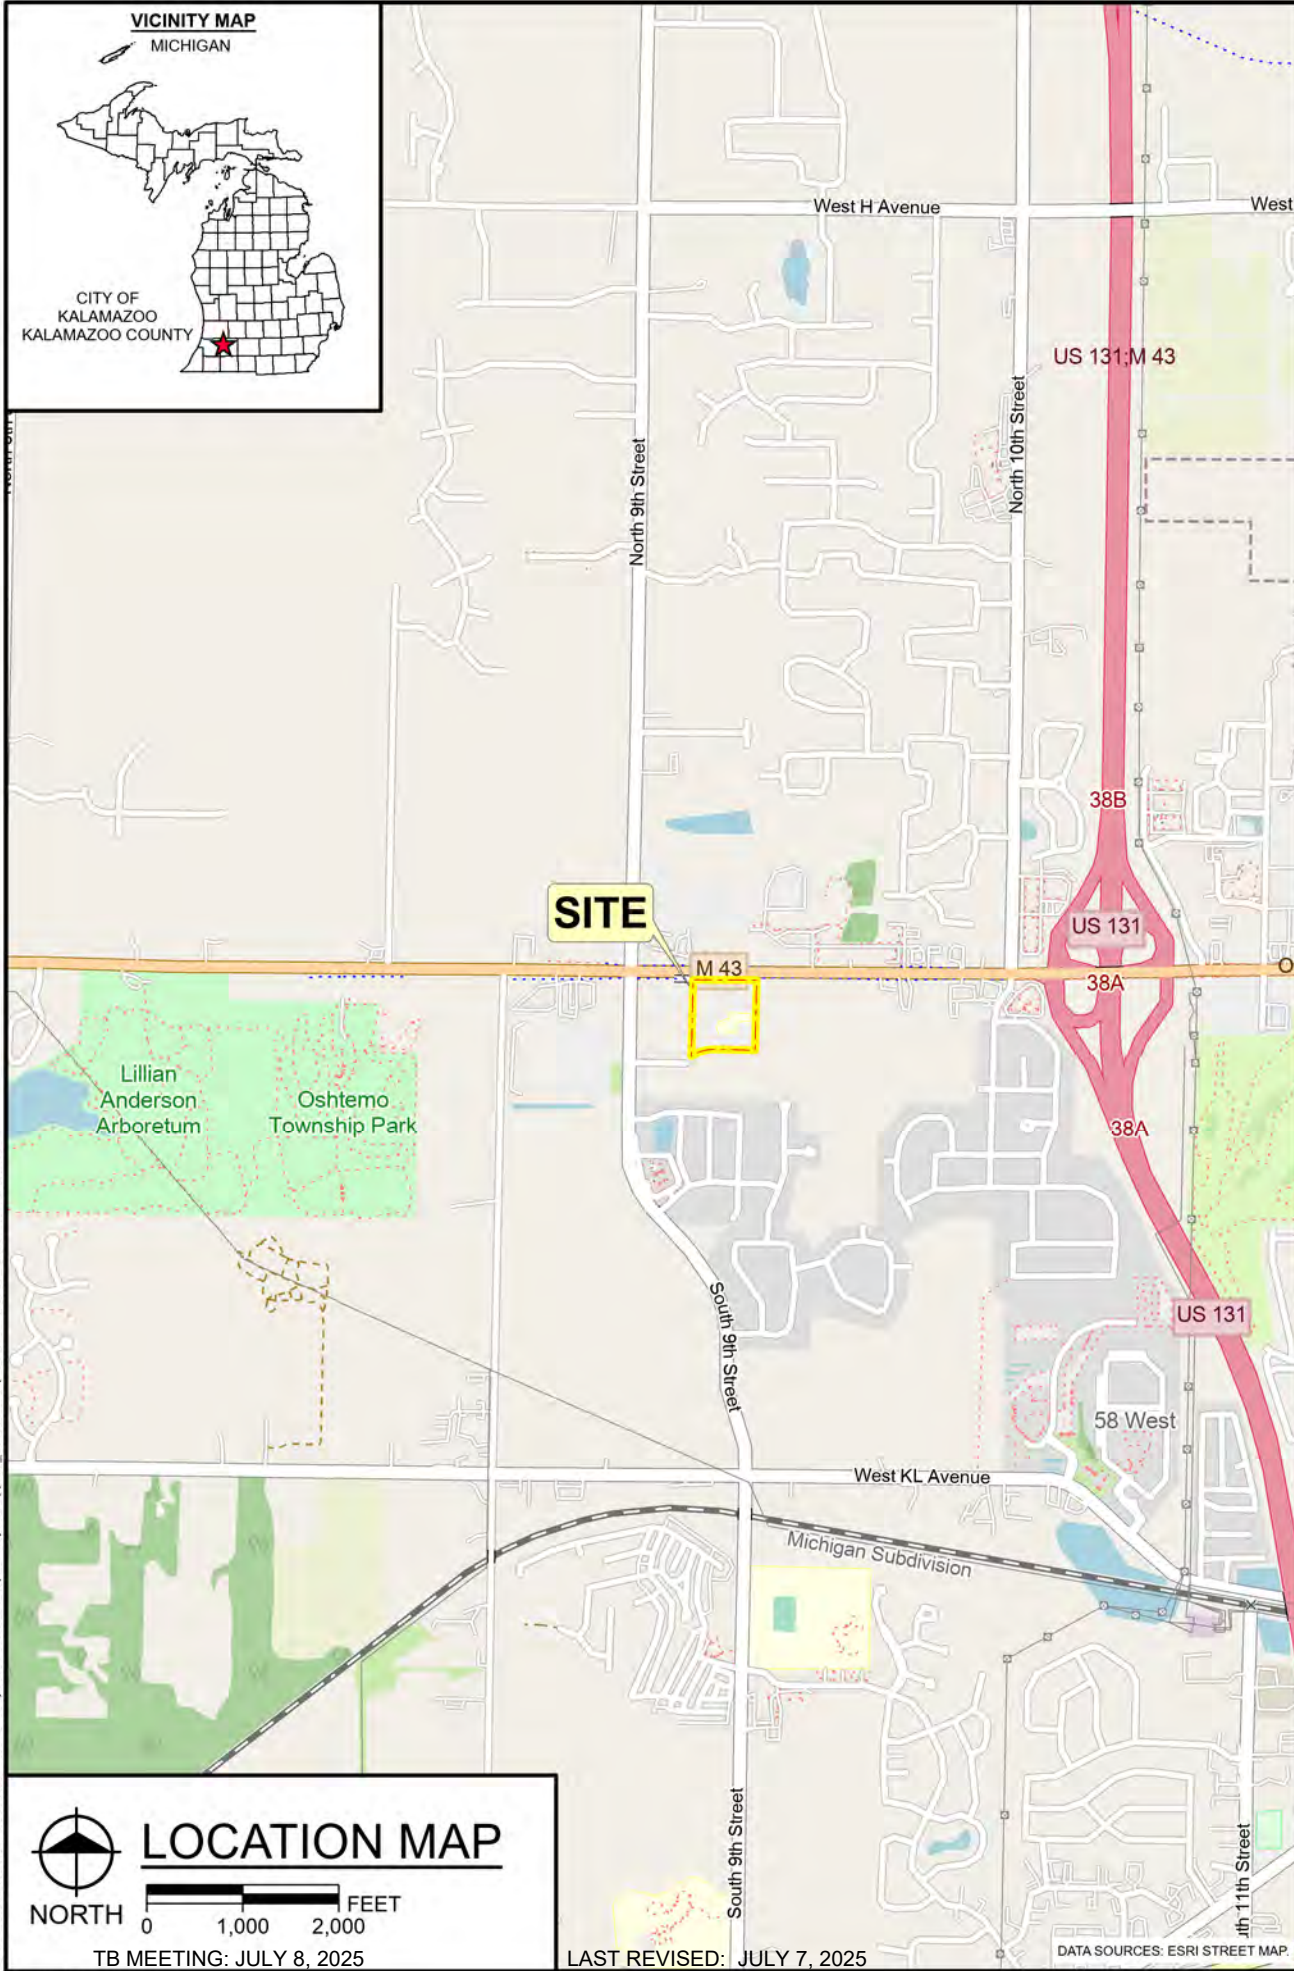 VICINITY MAP
MICHIGAN
CITY OF
KALAMAZOO
KALAMAZOO COUNTY
West H Avenue
West
US 131;M 43
North 9th Street
North 10th Street
38B
SITE
US 131
M 43
38A
O
Lillian
Anderson
Arboretum
Oshtemo
Township Park
38A
South 9th Street
US 131
58 West
West KL Avenue
Michigan Subdivision
South 9th Street
uth 11th Street
LOCATION MAP
NORTH
FEET
0 1,000 2,000
TB MEETING: JULY 8, 2025
LAST REVISED: JULY 7, 2025
DATA SOURCES: ESRI STREET MAP.